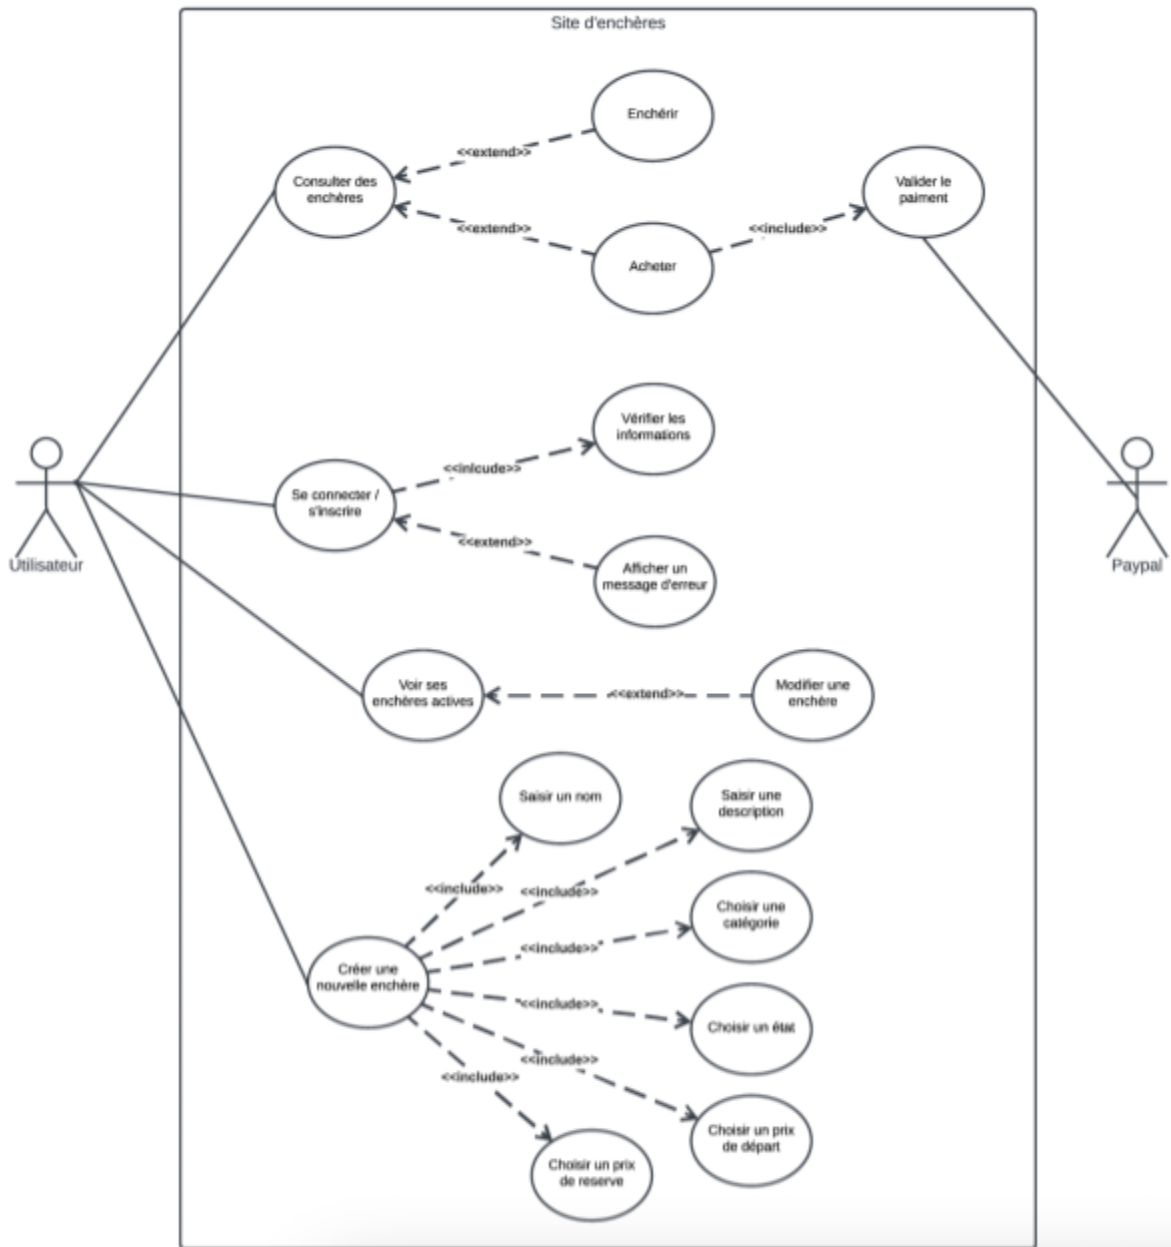 Site d'enchères
Enchérir
<<extend>>
Consulter des
enchères
Valider le
paiment
<<extend>>
<<include>>
Acheter
Vérifier les
informations
<<inlcude>>
Se connecter /
s'inscrire
<<extend>>
Afficher un
message d'erreur
Utilisateur
Paypal
Voir ses
enchères actives
<<extend>>
Modifier une
enchère
Saisir un nom
Saisir une
description
<<include>>
<<include>>
Choisir une
catégorie
<<include>>
Créer une
nouvelle enchère
<<include>>
Choisir un état
<<include>>
<<include>>
Choisir un prix
de départ
Choisir un prix
de reserve